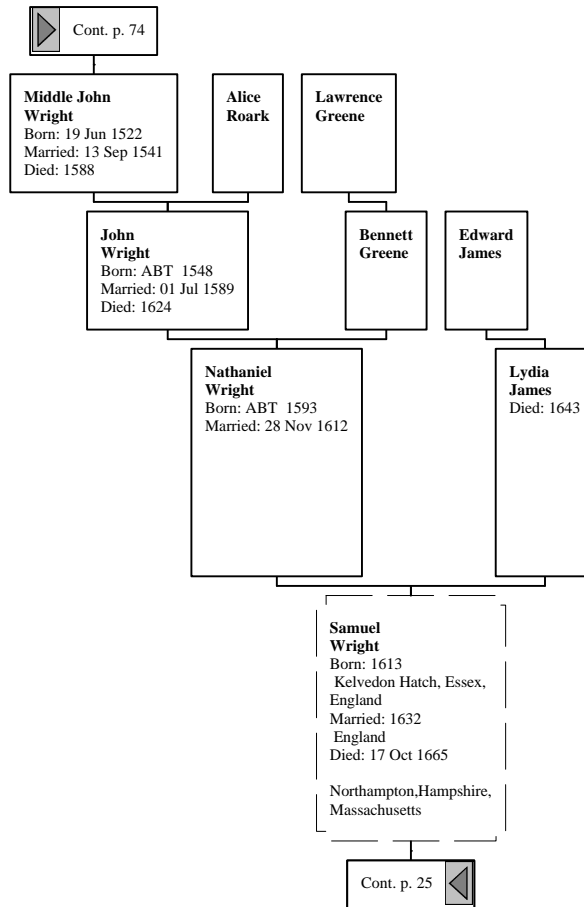 Cont. p. 74
Middle John
Wright
Born: 19 Jun 1522
Married: 13 Sep 1541
Died: 1588
Alice
Roark
Lawrence
Greene
John
Wright
Born: ABT 1548
Married: 01 Jul 1589
Died: 1624
Bennett
Greene
Edward
James
Nathaniel
Wright
Born: ABT 1593
Married: 28 Nov 1612
Lydia
James
Died: 1643
Samuel
Wright
Born: 1613
Kelvedon Hatch, Essex,
England
Married: 1632
England
Died: 17 Oct 1665
Northampton,Hampshire,
Massachusetts
Cont. p. 25